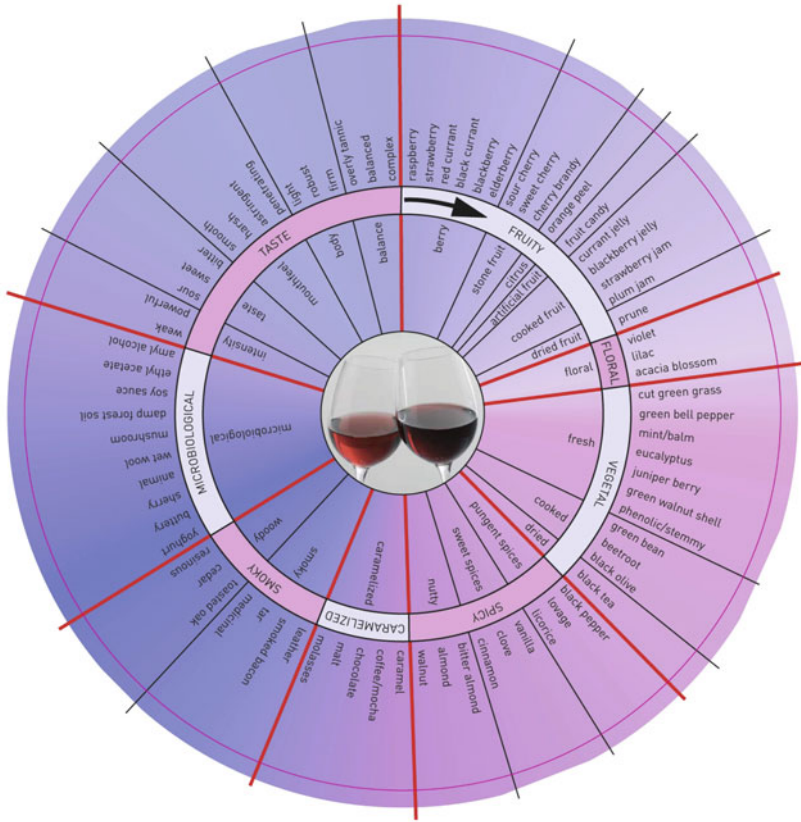 FRUITY
berry
raspberry
strawberry
red currant
black currant
blackberry
elderberry
stone fruit
sour cherry
sweet cherry
cherry brandy
citrus
orange peel
artificial fruit
fruit candy
cooked fruit
currant jelly
blackberry jelly
strawberry jam
plum jam
dried fruit
prune
FLORAL
floral
violet
lilac
acacia blossom
VEGETAL
fresh
cut green grass
green bell pepper
mint/balm
eucalyptus
juniper berry
green walnut shell
phenolic/stemmy
cooked
green bean
beetroot
black olive
dried
black tea
SPICY
pungent spices
black pepper
lovage
licorice
sweet spices
vanilla
clove
cinnamon
nutty
bitter almond
almond
walnut
CARAMELIZED
caramelized
caramel
coffee/mocha
chocolate
malt
molasses
SMOKY
smoky
leather
smoked bacon
tar
medicinal
woody
toasted oak
cedar
resinous
MICROBIOLOGICAL
microbiological
yoghurt
buttery
sherry
animal
wet wool
mushroom
damp forest soil
soy sauce
ethyl acetate
amyl alcohol
TASTE
intensity
weak
powerful
taste
sour
sweet
bitter
mouthfeel
smooth
harsh
astringent
penetrating
body
light
robust
firm
balance
overly tannic
balanced
complex